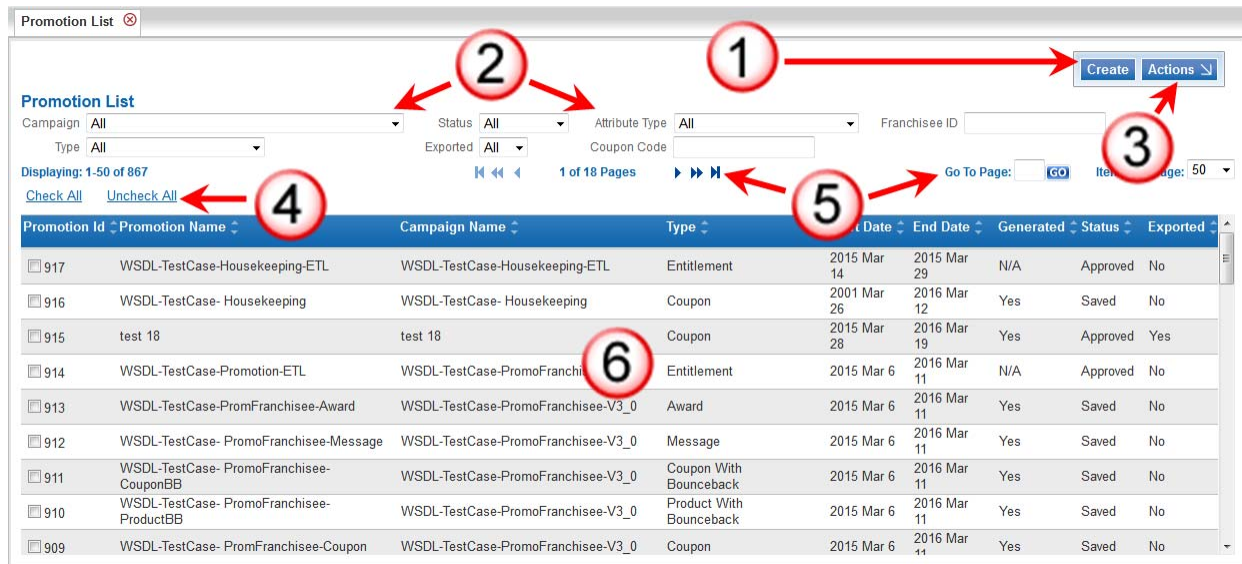 Promotion List
1
2
Create Actions
Promotion List
Campaign All Status All Attribute Type All Franchisee ID
3
Type All Exported All Coupon Code
Displaying: 1-50 of 867 1 of 18 Pages Go To Page: GO 50
Check All Uncheck All
4
5
Promotion Id Promotion Name Campaign Name Type Date End Date Generated Status Exported
917 WSDL-TestCase-Housekeeping-ETL WSDL-TestCase-Housekeeping-ETL Entitlement 2015 Mar 14 2015 Mar 29 N/A Approved No
916 WSDL-TestCase- Housekeeping WSDL-TestCase- Housekeeping Coupon 2001 Mar 26 2016 Mar 12 Yes Saved No
915 test 18 test 18 Coupon 2015 Mar 28 2016 Mar 19 Yes Approved Yes
6
914 WSDL-TestCase-Promotion-ETL WSDL-TestCase-PromoFranchi Entitlement 2015 Mar 6 2016 Mar 11 N/A Approved No
913 WSDL-TestCase-PromFranchisee-Award WSDL-TestCase-PromoFranchisee-V3_0 Award 2015 Mar 6 2016 Mar 11 Yes Saved No
912 WSDL-TestCase- PromoFranchisee-Message WSDL-TestCase-PromoFranchisee-V3_0 Message 2015 Mar 6 2016 Mar 11 Yes Saved No
911 WSDL-TestCase- PromoFranchisee-CouponBB WSDL-TestCase-PromoFranchisee-V3_0 Coupon With Bounceback 2015 Mar 6 2016 Mar 11 Yes Saved No
910 WSDL-TestCase- PromoFranchisee-ProductBB WSDL-TestCase-PromoFranchisee-V3_0 Product With Bounceback 2015 Mar 6 2016 Mar 11 Yes Saved No
909 WSDL-TestCase- PromFranchisee-Coupon WSDL-TestCase-PromoFranchisee-V3_0 Coupon 2015 Mar 6 2016 Mar 11 Yes Saved No